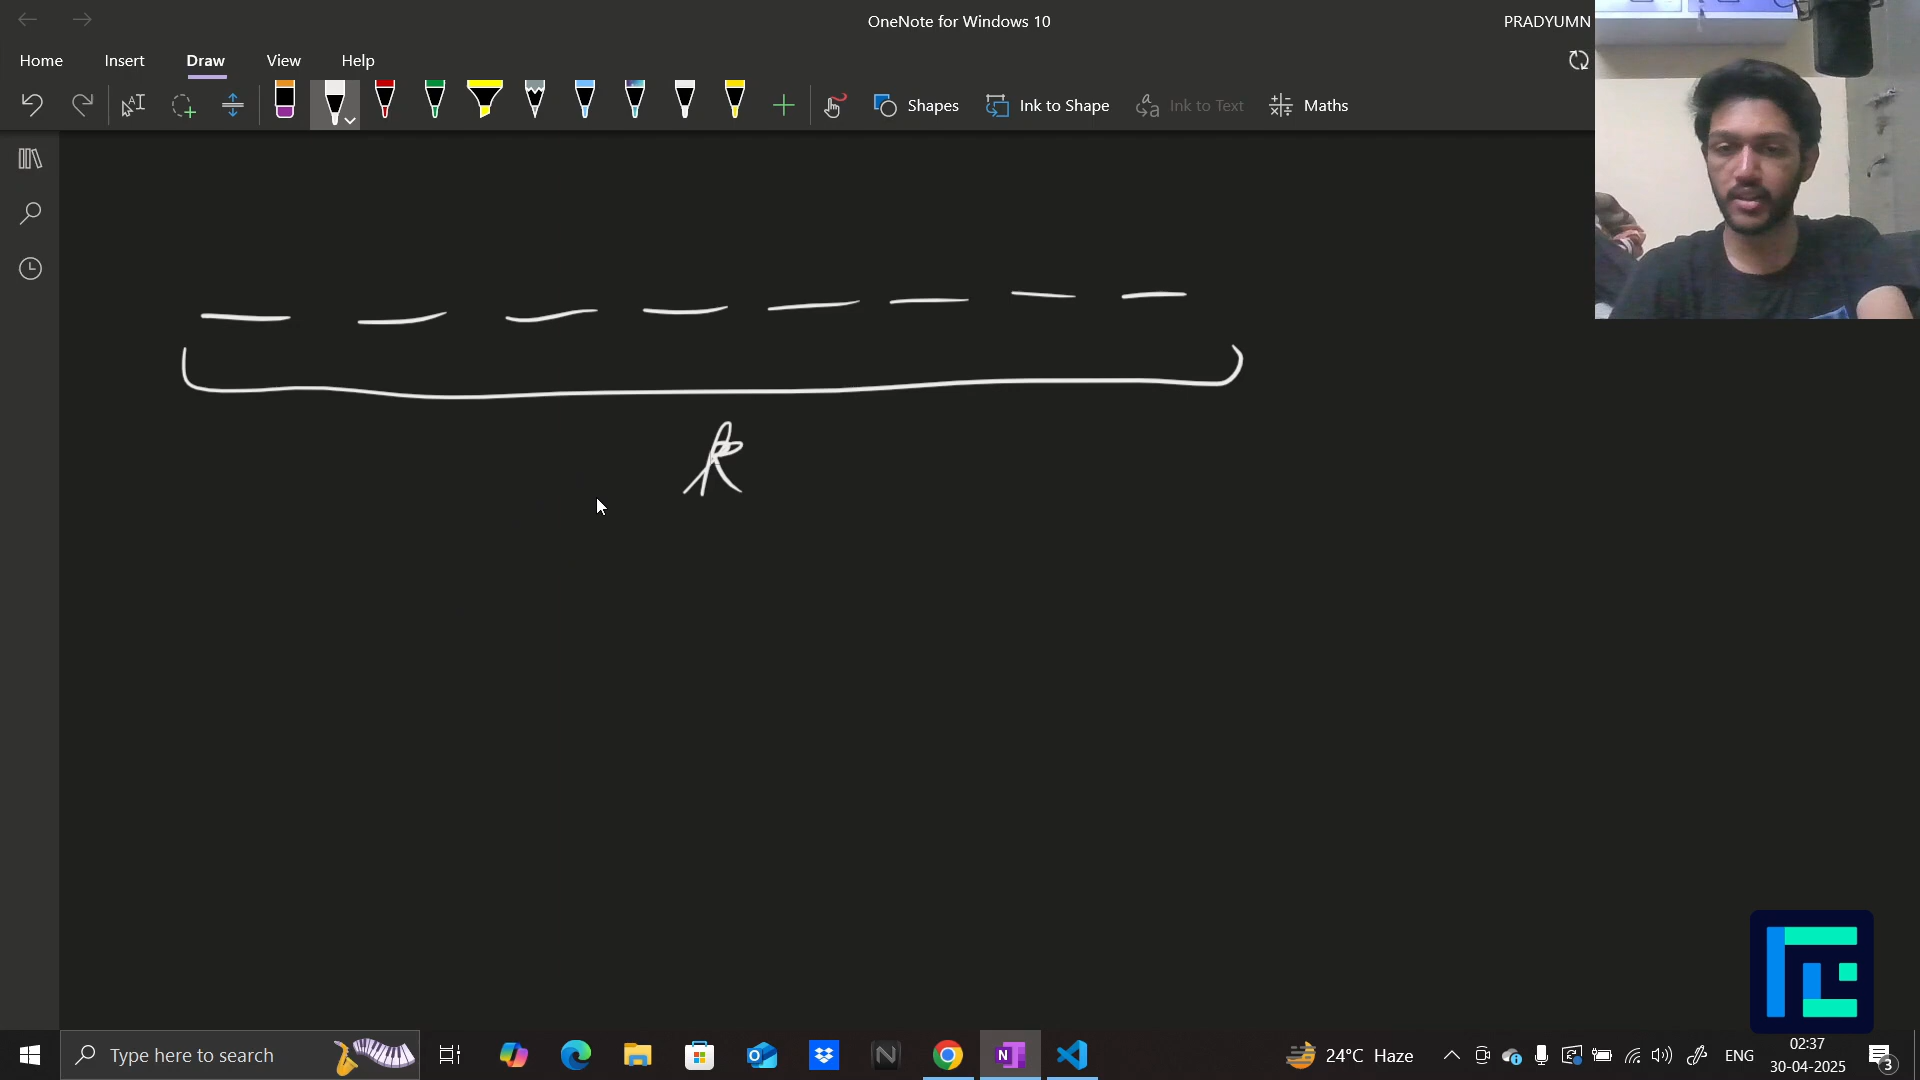 OneNote for Windows 10
PRADYUMN
Home Insert Draw View Help
Shapes Ink to Shape Ink to Text Maths
k
Type here to search
24°C Haze
ENG
02:37
30-04-2025
3